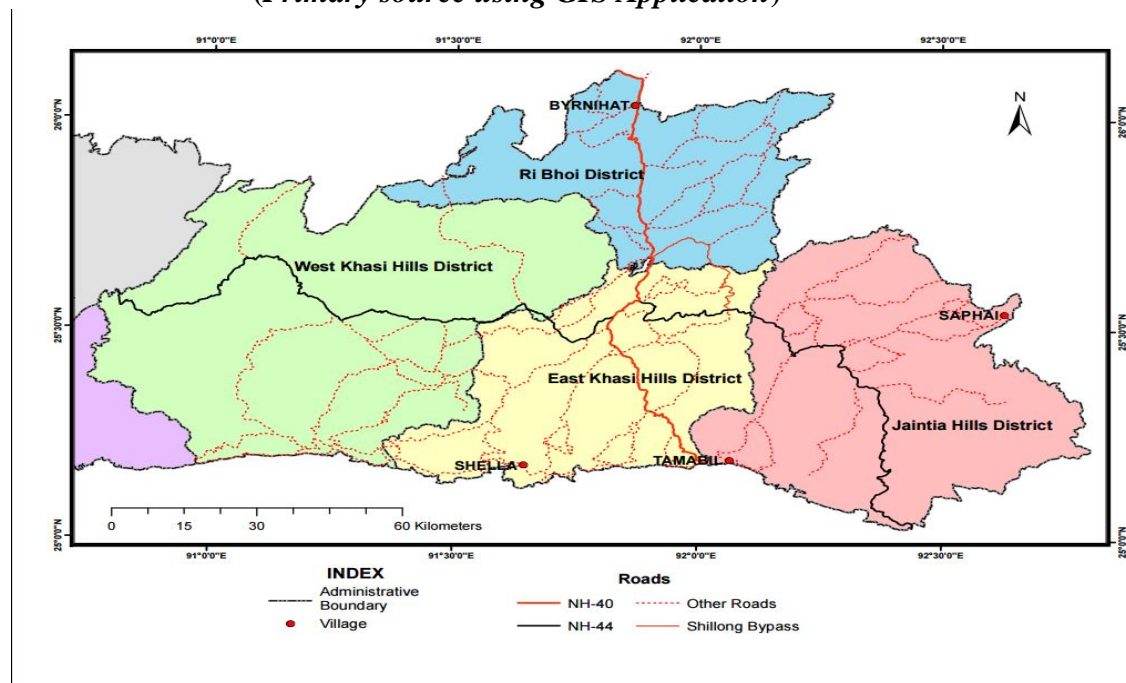 (Primary source using GIS Application)
91°0'0"E 91°30'0"E 92°0'0"E 92°30'0"E
N
26°0'0"N BYRNIHAT 26°0'0"N
Ri Bhoi District
West Khasi Hills District
25°30'0"N SAPHAI 25°30'0"N
East Khasi Hills District
Jaintia Hills District
SHELLA TAMABIL
0 15 30 60 Kilometers
25°0'0"N 25°0'0"N
91°0'0"E 91°30'0"E 92°0'0"E 92°30'0"E
INDEX
Administrative
Boundary
Village
Roads
NH-40 Other Roads
NH-44 Shillong Bypass